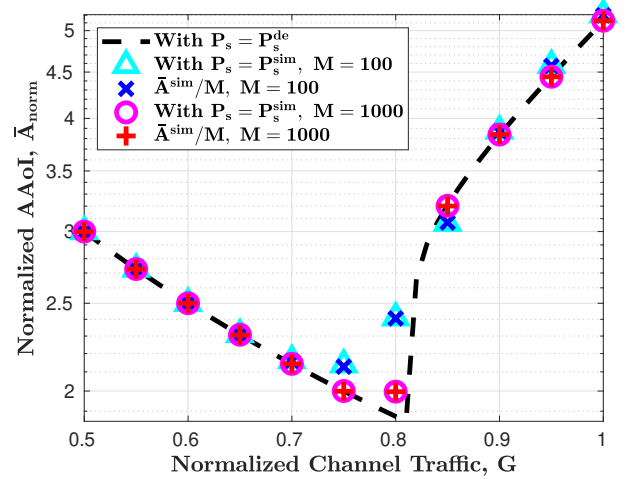 5
4.5
4
3.5
3
2.5
2
0.5 0.6 0.7 0.8 0.9 1
Normalized AAoI, Ā_norm
Normalized Channel Traffic, G
With P_s = P_s^de
With P_s = P_s^sim, M = 100
Ā^sim/M, M = 100
With P_s = P_s^sim, M = 1000
Ā^sim/M, M = 1000